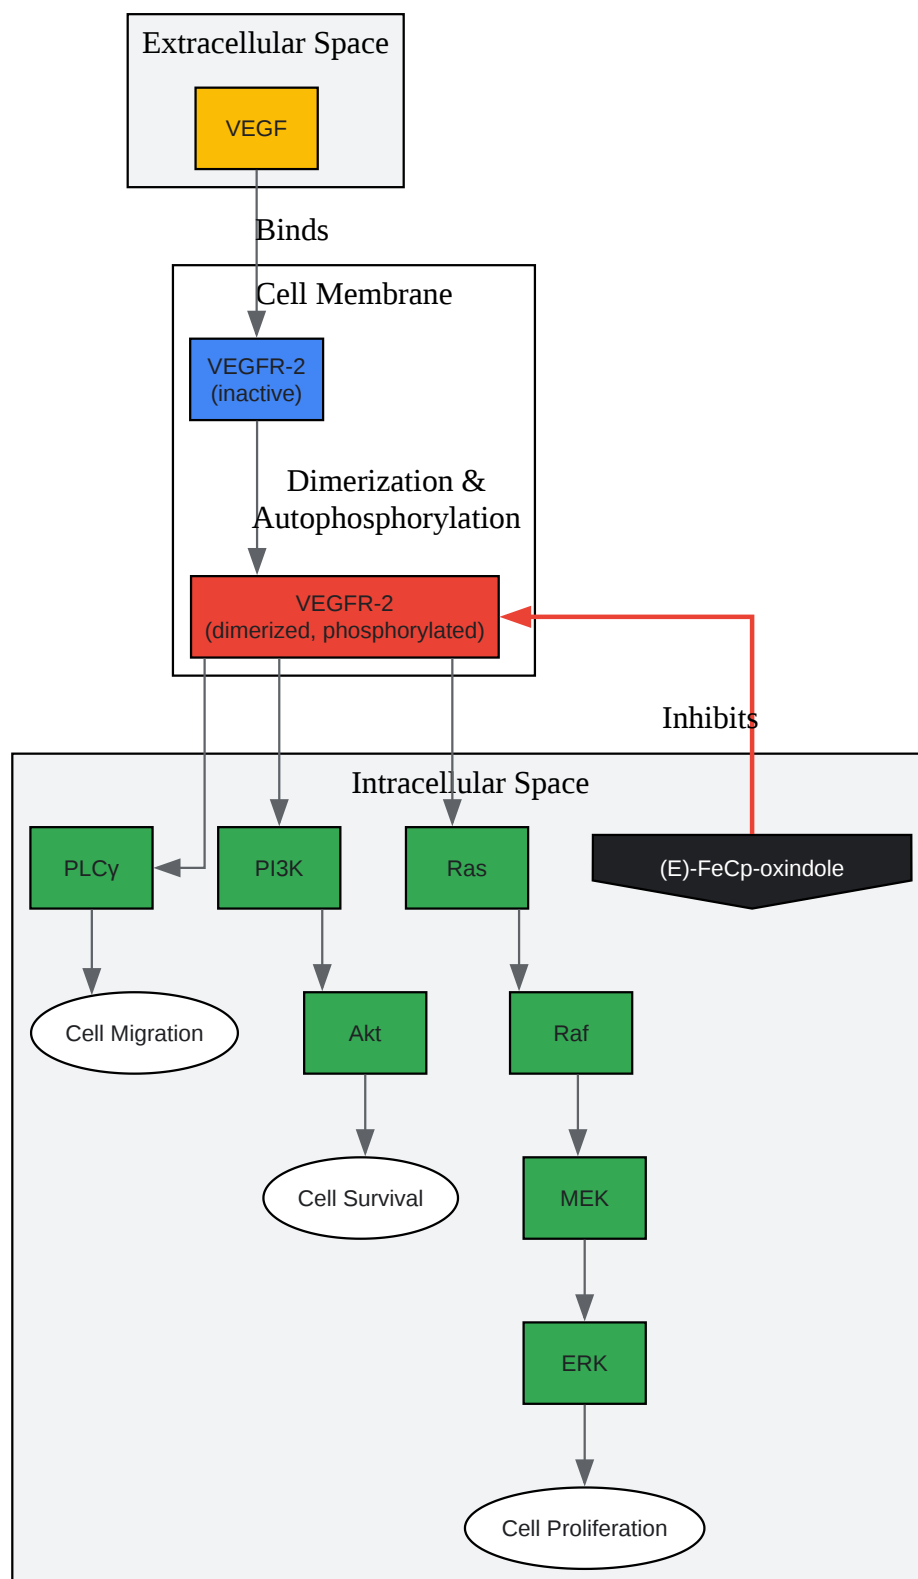 Extracellular Space
VEGF
Binds
Cell Membrane
VEGFR-2
(inactive)
Dimerization &
Autophosphorylation
VEGFR-2
(dimerized, phosphorylated)
Inhibits
Intracellular Space
PLCγ
PI3K
Ras
(E)-FeCp-oxindole
Cell Migration
Akt
Raf
Cell Survival
MEK
ERK
Cell Proliferation